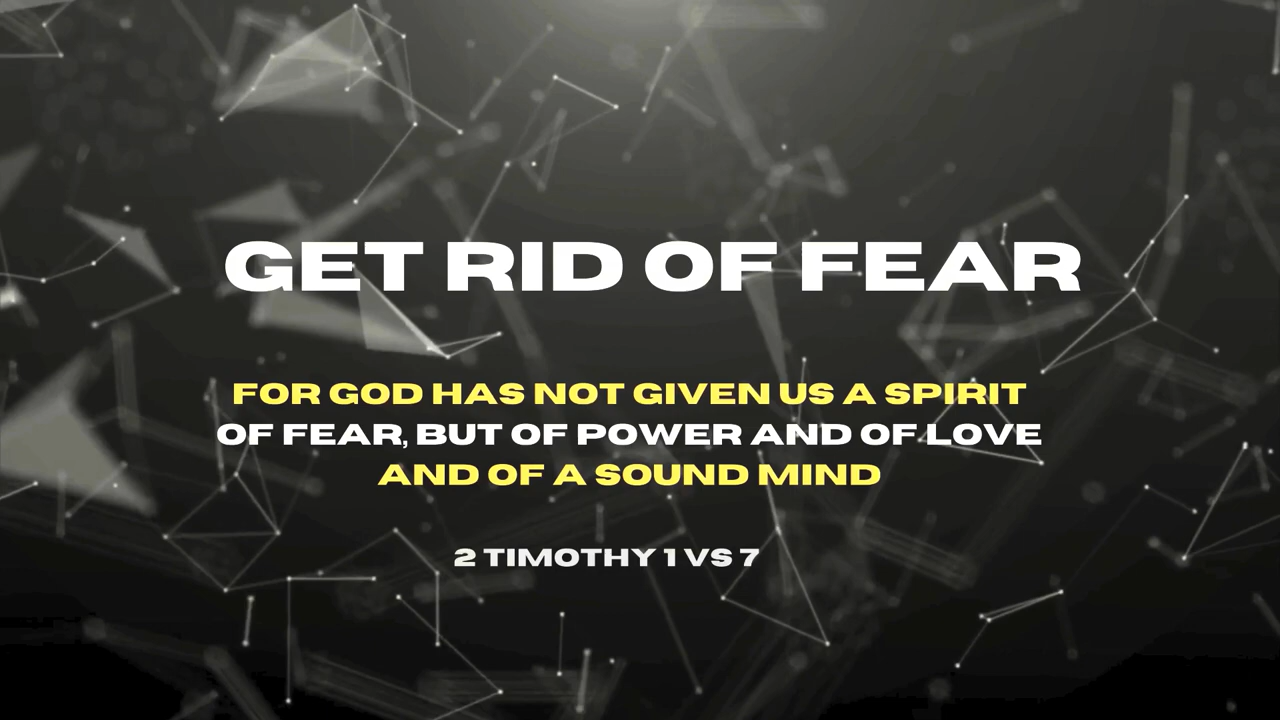 GET RID OF FEAR
FOR GOD HAS NOT GIVEN US A SPIRIT
OF FEAR, BUT OF POWER AND OF LOVE
AND OF A SOUND MIND
2 TIMOTHY 1 VS 7